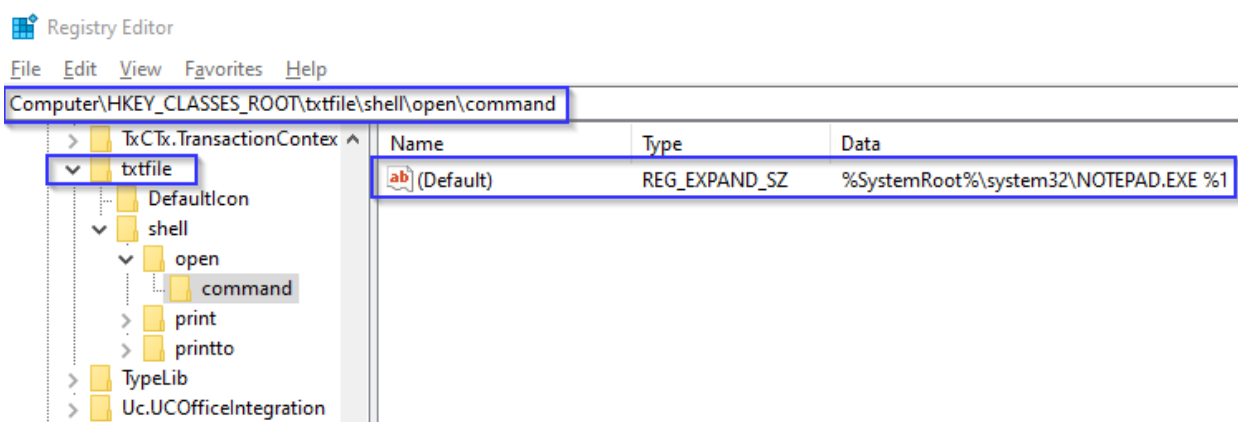 Registry Editor
File Edit View Favorites Help
Computer\HKEY_CLASSES_ROOT\txtfile\shell\open\command
TxCTx.TransactionContex
txtfile
DefaultIcon
shell
open
command
print
printto
TypeLib
Uc.UCOfficeIntegration
Name Type Data
ab (Default) REG_EXPAND_SZ %SystemRoot%\system32\NOTEPAD.EXE %1